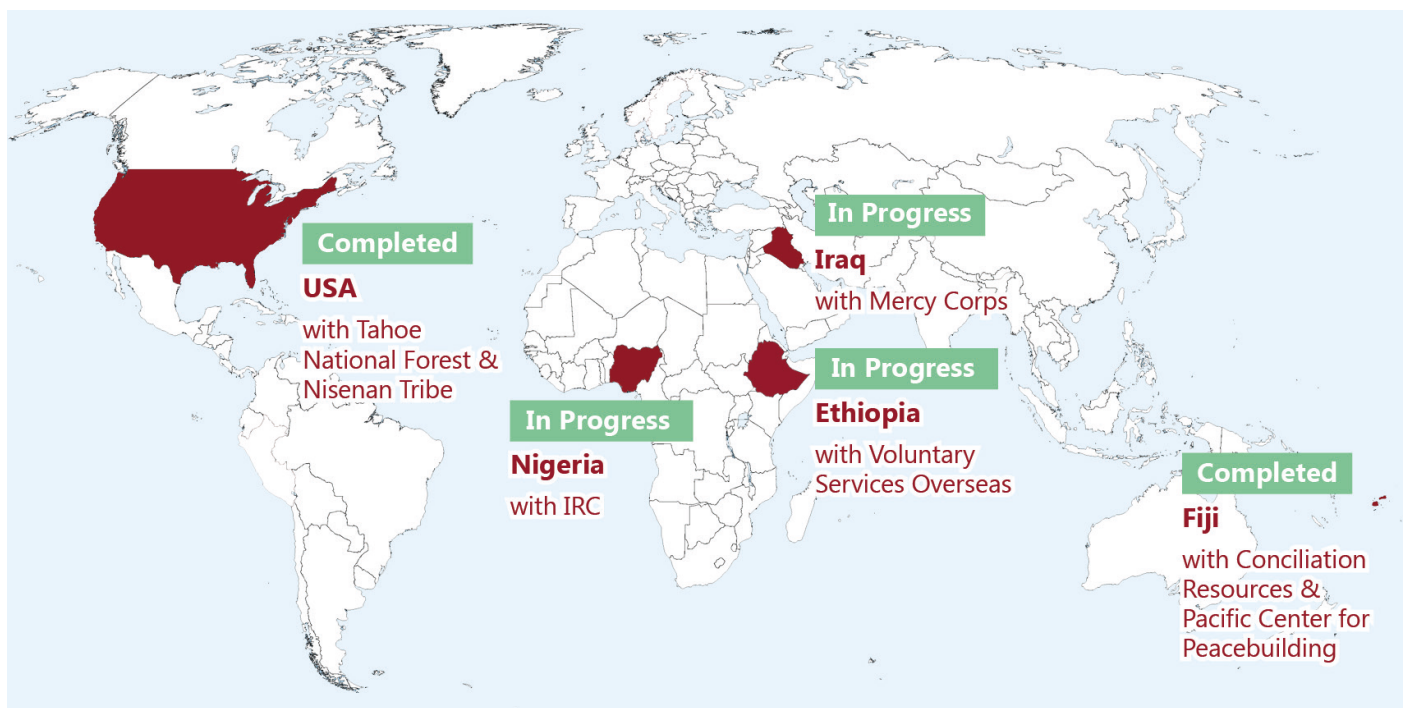 Completed
USA
with Tahoe
National Forest &
Nisenan Tribe
In Progress
Nigeria
with IRC
In Progress
Iraq
with Mercy Corps
In Progress
Ethiopia
with Voluntary
Services Overseas
Completed
Fiji
with Conciliation
Resources &
Pacific Center for
Peacebuilding